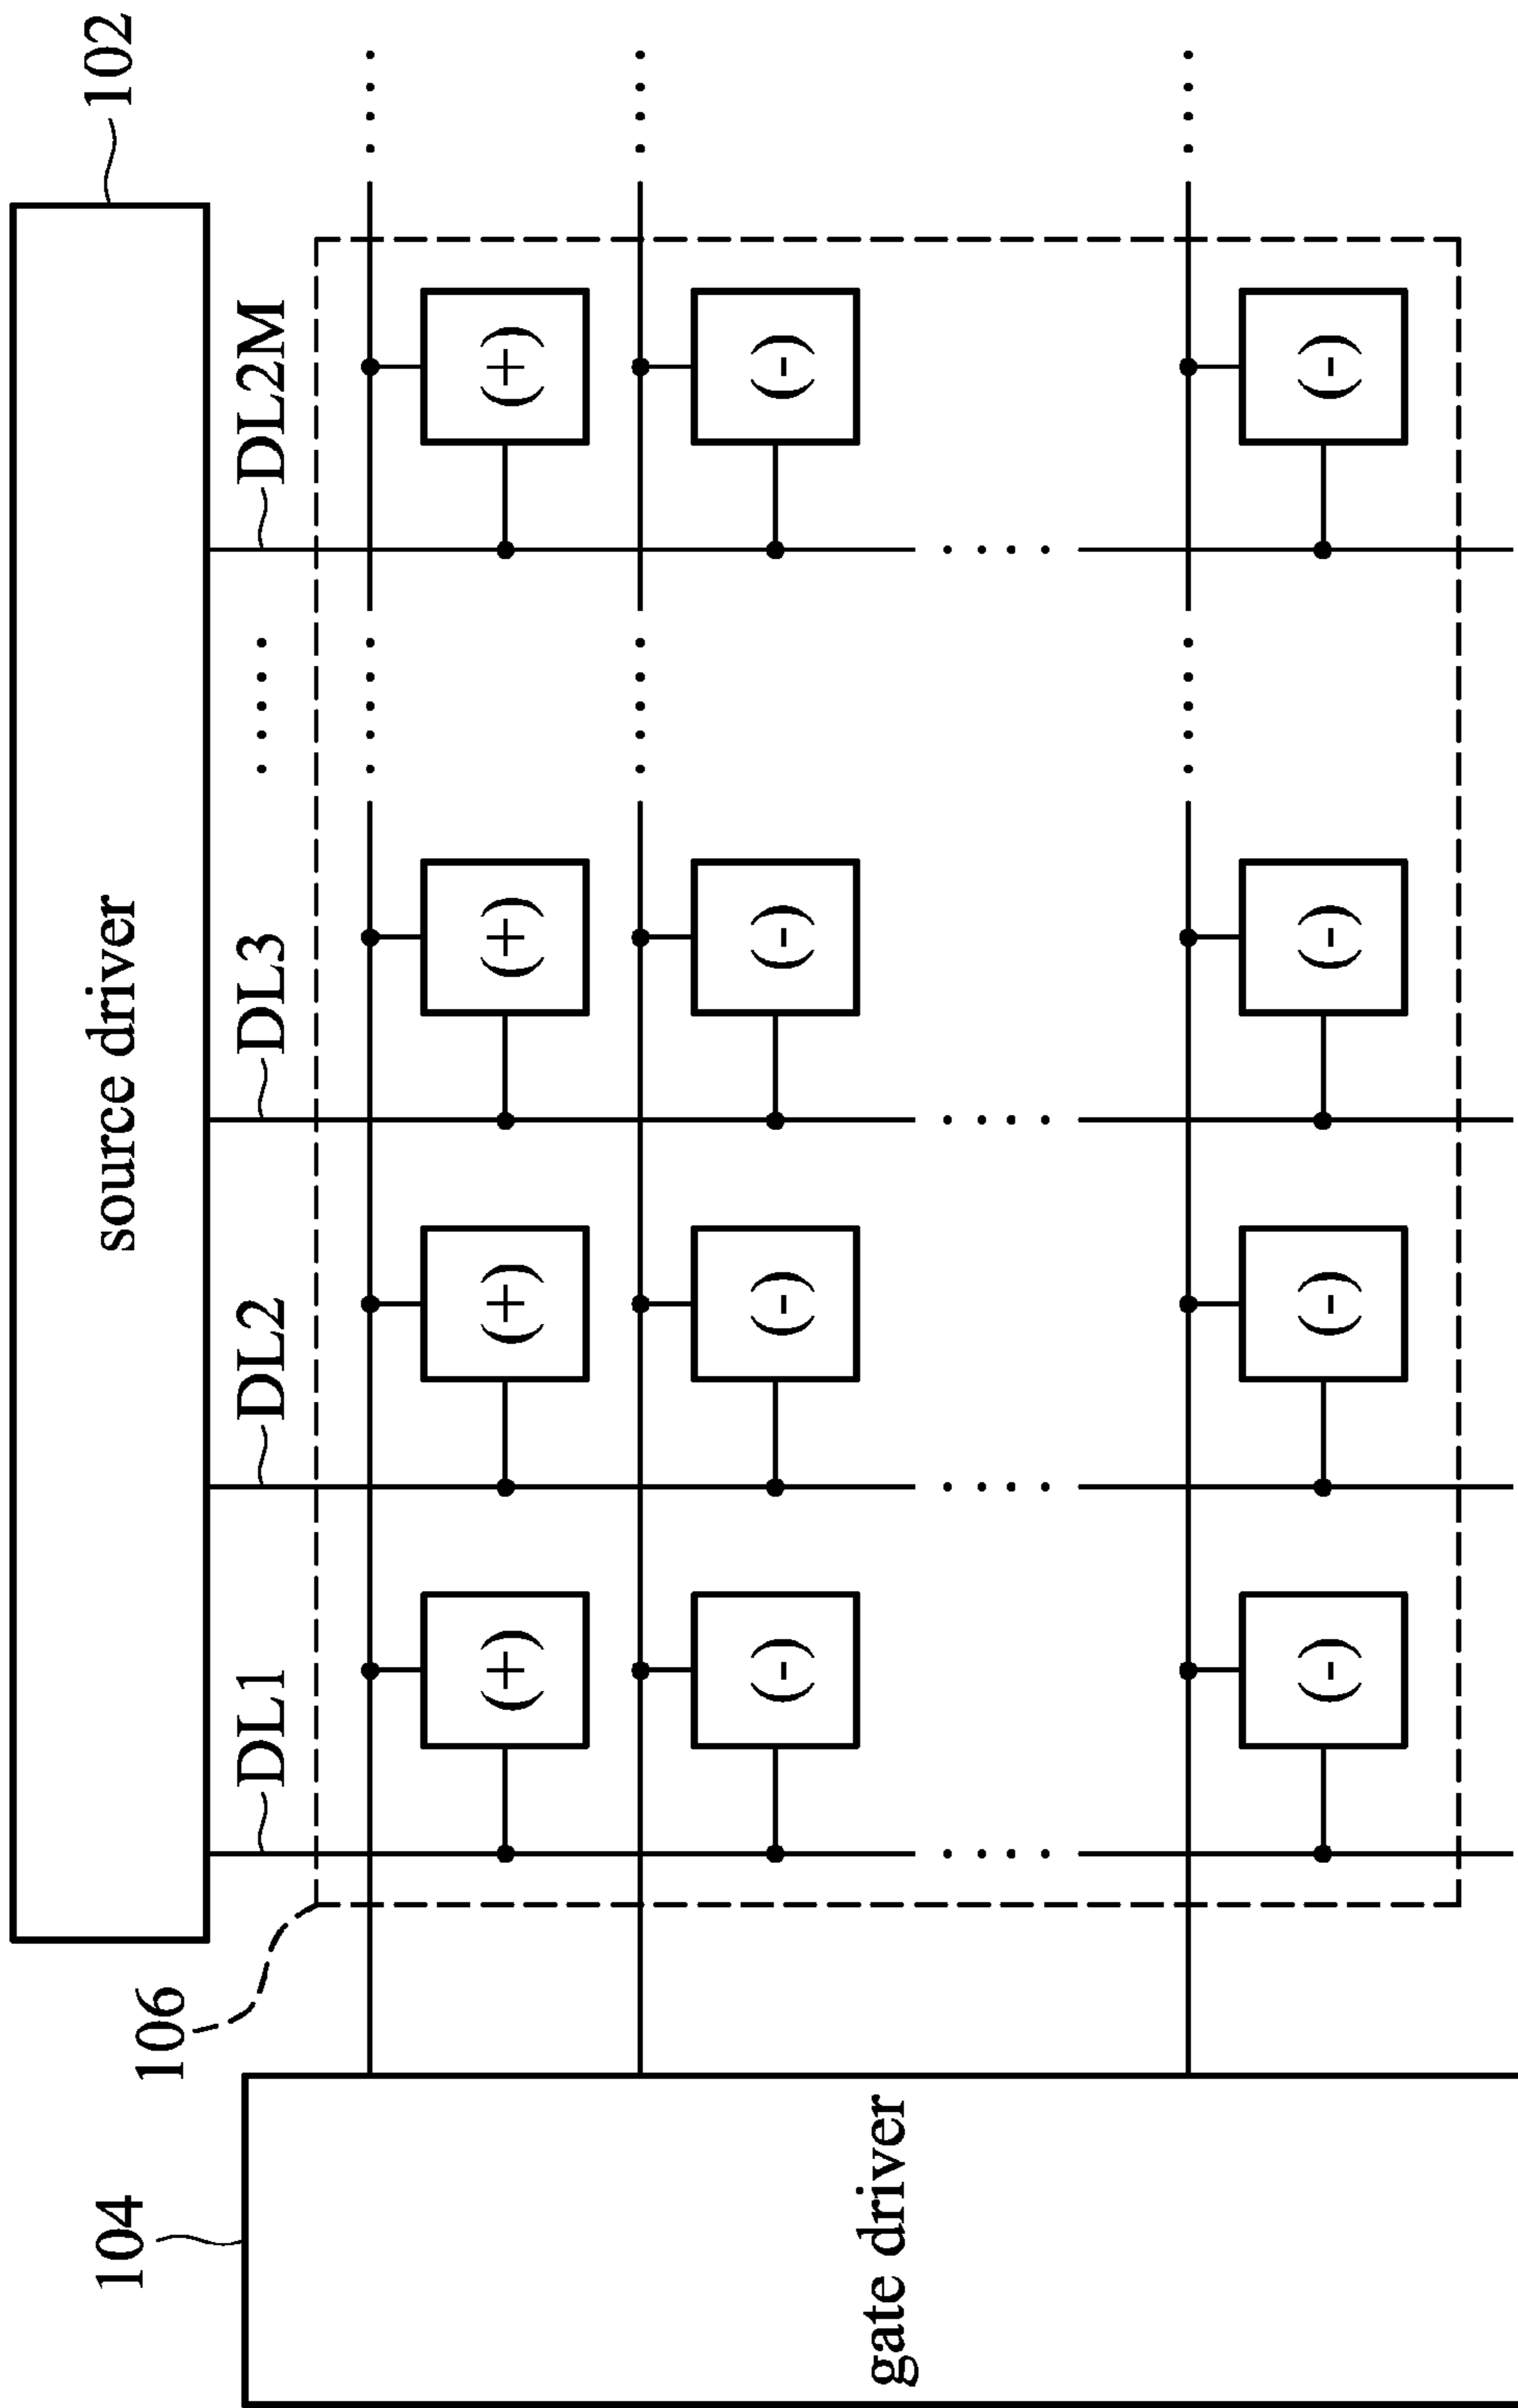 102
source driver
104
106
DL1 DL2 DL3 DL2M
(+) (+) (+) (+)
(-) (-) (-) (-)
gate driver
(-) (-) (-) (-)